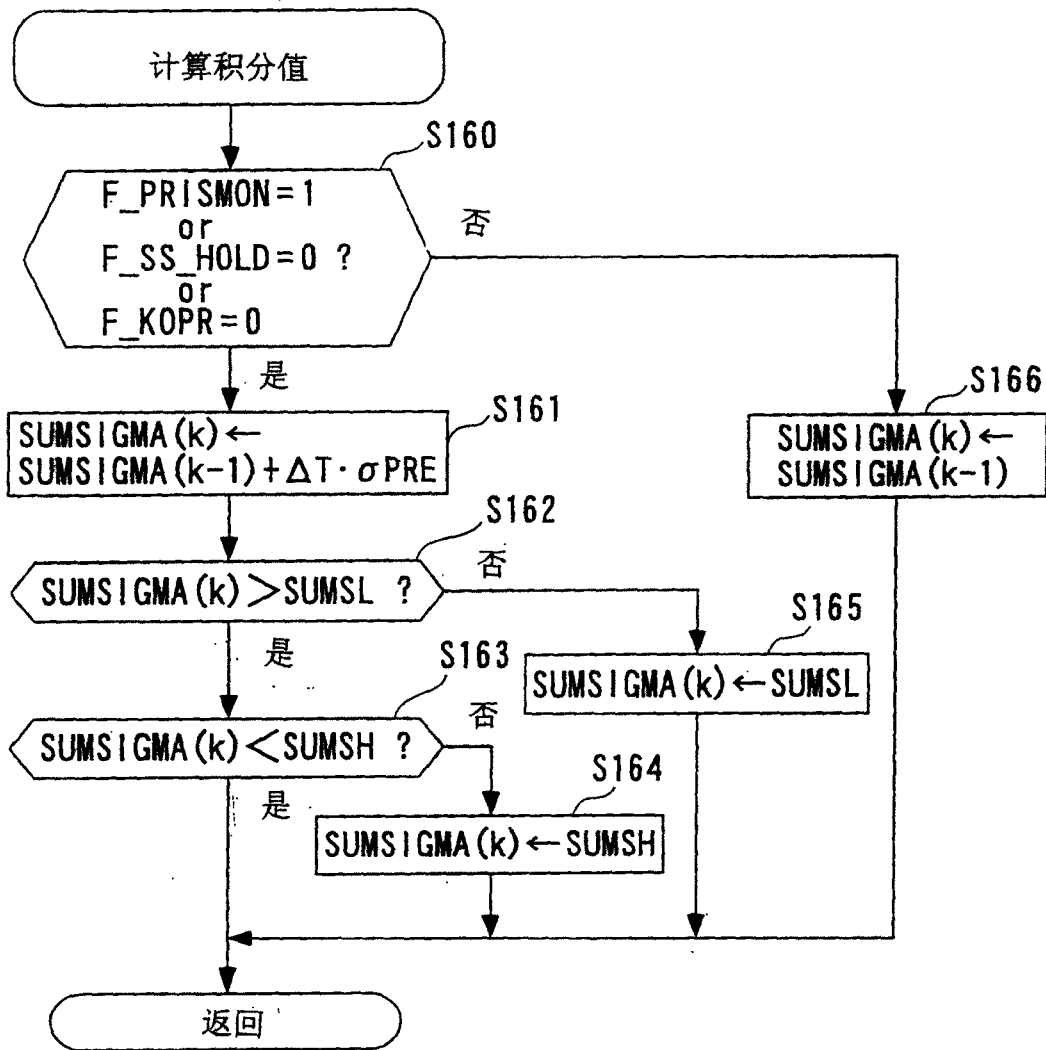 计算积分值
S160
F_PRISMON=1
or
F_SS_HOLD=0 ?
or
F_KOPR=0
否
是
S161
SUMSIGMA(k)←
SUMSIGMA(k-1)+ΔT·σPRE
S166
SUMSIGMA(k)←
SUMSIGMA(k-1)
S162
SUMSIGMA(k)>SUMSL ?
否
是
S165
SUMSIGMA(k)←SUMSL
S163
SUMSIGMA(k)<SUMSH ?
否
是
S164
SUMSIGMA(k)←SUMSH
返回